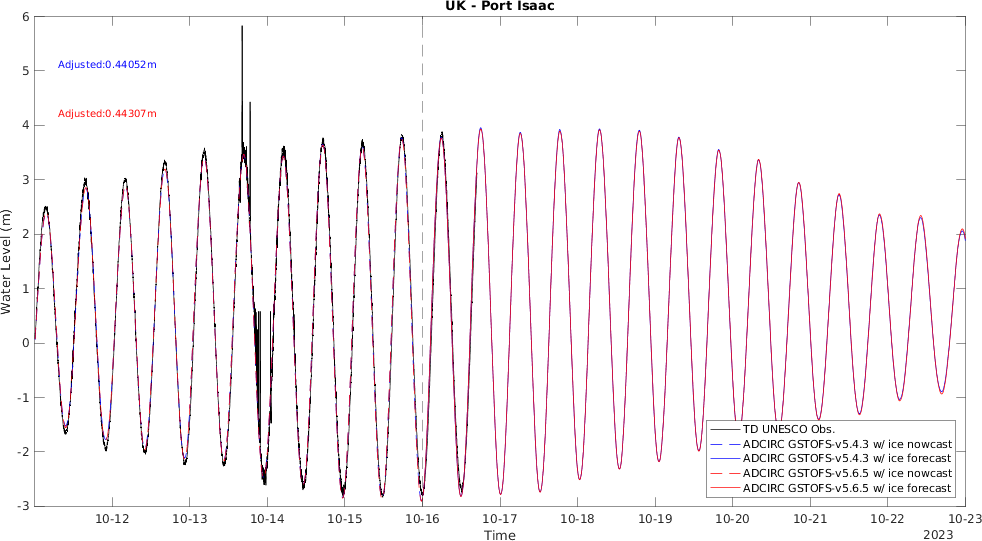 UK - Port Isaac
6
5
4
3
2
1
0
-1
-2
-3
Water Level (m)
Adjusted:0.44052m
Adjusted:0.44307m
TD UNESCO Obs.
ADCIRC GSTOFS-v5.4.3 w/ ice nowcast
ADCIRC GSTOFS-v5.4.3 w/ ice forecast
ADCIRC GSTOFS-v5.6.5 w/ ice nowcast
ADCIRC GSTOFS-v5.6.5 w/ ice forecast
10-12 10-13 10-14 10-15 10-16 10-17 10-18 10-19 10-20 10-21 10-22 10-23
Time
2023